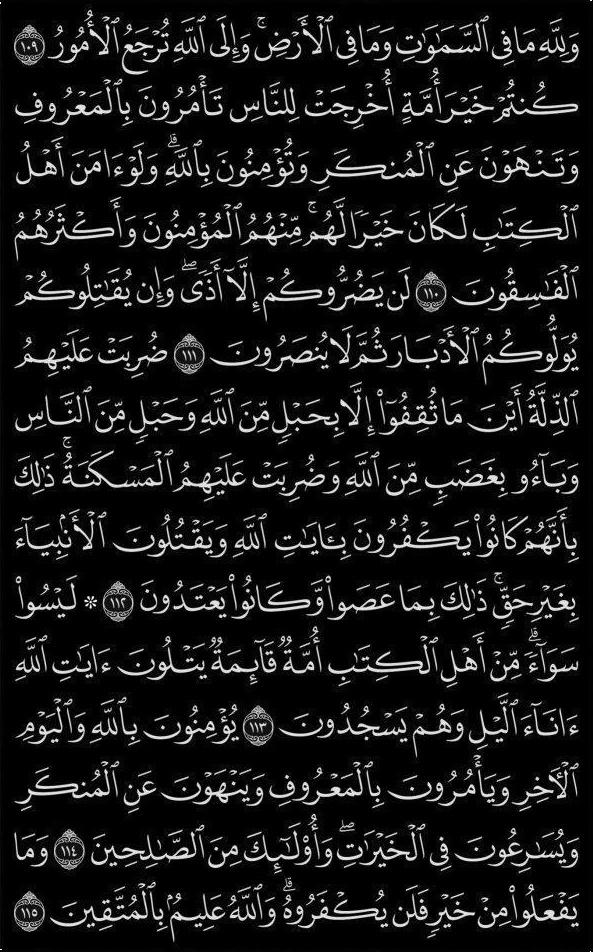 وَلِلَّهِ مَا فِي ٱلسَّمَٰوَٰتِ وَمَا فِي ٱلۡأَرۡضِۚ وَإِلَى ٱللَّهِ تُرۡجَعُ ٱلۡأُمُورُ ١٠٩
كُنتُمۡ خَيۡرَ أُمَّةٍ أُخۡرِجَتۡ لِلنَّاسِ تَأۡمُرُونَ بِٱلۡمَعۡرُوفِ
وَتَنۡهَوۡنَ عَنِ ٱلۡمُنكَرِ وَتُؤۡمِنُونَ بِٱللَّهِۗ وَلَوۡ ءَامَنَ أَهۡلُ
ٱلۡكِتَٰبِ لَكَانَ خَيۡرٗا لَّهُمۚ مِّنۡهُمُ ٱلۡمُؤۡمِنُونَ وَأَكۡثَرُهُمُ
ٱلۡفَٰسِقُونَ ١١٠ لَن يَضُرُّوكُمۡ إِلَّآ أَذٗىۖ وَإِن يُقَٰتِلُوكُمۡ
يُوَلُّوكُمُ ٱلۡأَدۡبَارَ ثُمَّ لَا يُنصَرُونَ ١١١ ضُرِبَتۡ عَلَيۡهِمُ
ٱلذِّلَّةُ أَيۡنَ مَا ثُقِفُوٓاْ إِلَّا بِحَبۡلٖ مِّنَ ٱللَّهِ وَحَبۡلٖ مِّنَ ٱلنَّاسِ
وَبَآءُو بِغَضَبٖ مِّنَ ٱللَّهِ وَضُرِبَتۡ عَلَيۡهِمُ ٱلۡمَسۡكَنَةُۚ ذَٰلِكَ
بِأَنَّهُمۡ كَانُواْ يَكۡفُرُونَ بِـَٔايَٰتِ ٱللَّهِ وَيَقۡتُلُونَ ٱلۡأَنۢبِيَآءَ
بِغَيۡرِ حَقّٖۚ ذَٰلِكَ بِمَا عَصَواْ وَّكَانُواْ يَعۡتَدُونَ ١١٢ * لَيۡسُواْ
سَوَآءٗۗ مِّنۡ أَهۡلِ ٱلۡكِتَٰبِ أُمَّةٞ قَآئِمَةٞ يَتۡلُونَ ءَايَٰتِ ٱللَّهِ
ءَانَآءَ ٱلَّيۡلِ وَهُمۡ يَسۡجُدُونَ ١١٣ يُؤۡمِنُونَ بِٱللَّهِ وَٱلۡيَوۡمِ
ٱلۡأٓخِرِ وَيَأۡمُرُونَ بِٱلۡمَعۡرُوفِ وَيَنۡهَوۡنَ عَنِ ٱلۡمُنكَرِ
وَيُسَٰرِعُونَ فِي ٱلۡخَيۡرَٰتِۖ وَأُوْلَٰٓئِكَ مِنَ ٱلصَّٰلِحِينَ ١١٤ وَمَا
يَفۡعَلُواْ مِنۡ خَيۡرٖ فَلَن يُكۡفَرُوهُۗ وَٱللَّهُ عَلِيمُۢ بِٱلۡمُتَّقِينَ ١١٥